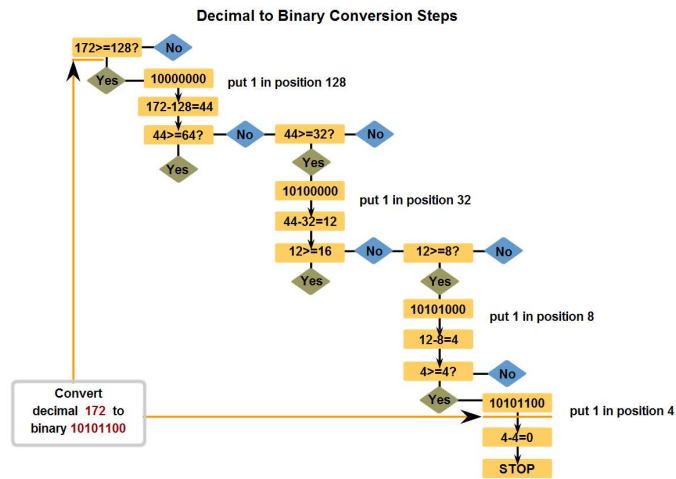 Decimal to Binary Conversion Steps
172>=128?
No
Yes
10000000
put 1 in position 128
172-128=44
44>=64?
No
44>=32?
No
Yes
Yes
10100000
put 1 in position 32
44-32=12
12>=16
No
12>=8?
No
Yes
Yes
10101000
put 1 in position 8
12-8=4
4>=4?
No
Yes
10101100
put 1 in position 4
4-4=0
STOP
Convert
decimal 172 to
binary 10101100